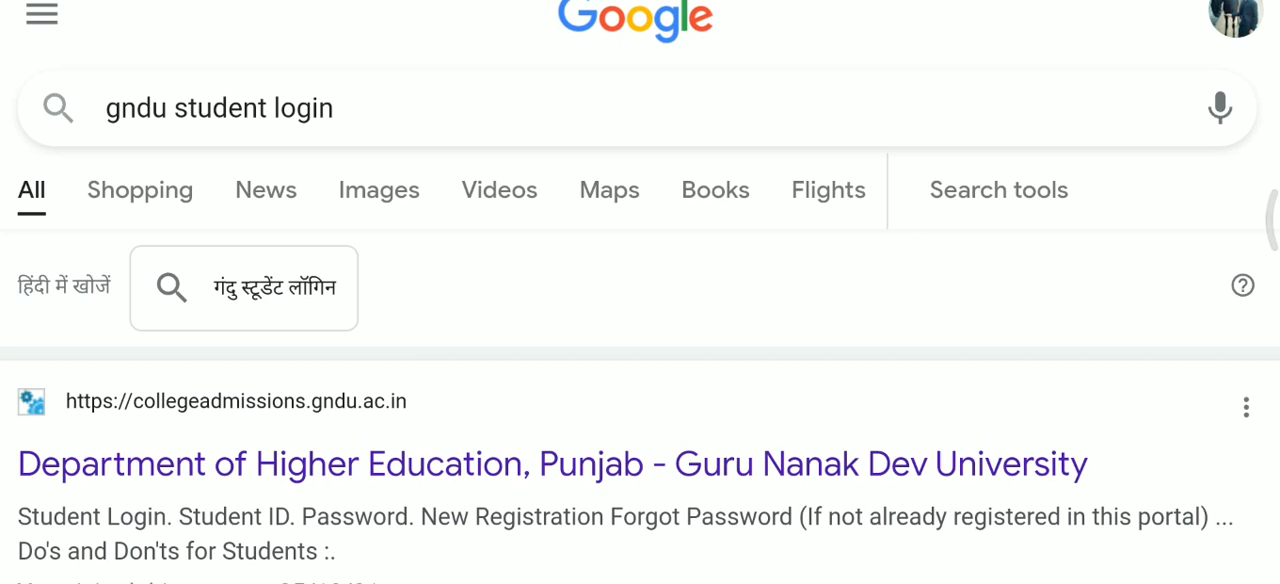 Google
gndu student login
All Shopping News Images Videos Maps Books Flights Search tools
हिंदी में खोजें गंदु स्टूडेंट लॉगिन
https://collegeadmissions.gndu.ac.in
Department of Higher Education, Punjab - Guru Nanak Dev University
Student Login. Student ID. Password. New Registration Forgot Password (If not already registered in this portal) ...
Do's and Don'ts for Students :.